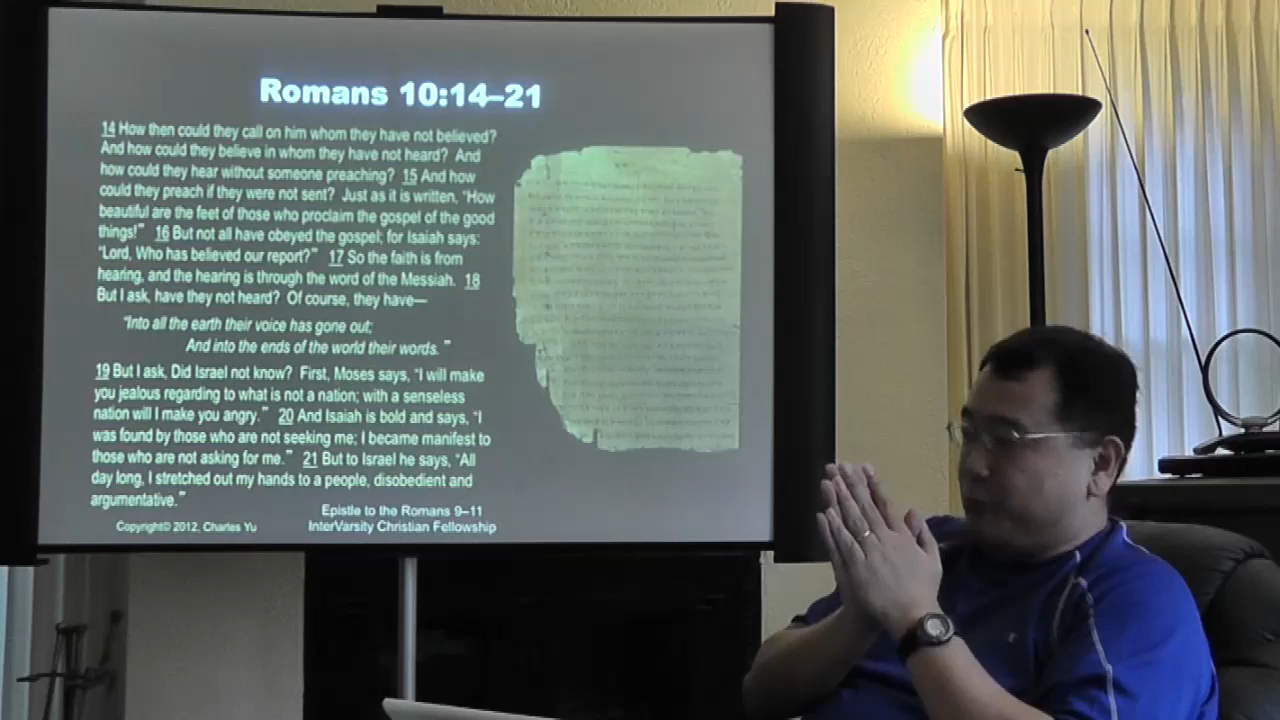 Romans 10:14–21
14 How then could they call on him whom they have not believed?
And how could they believe in whom they have not heard? And
how could they hear without someone preaching? 15 And how
could they preach if they were not sent? Just as it is written, “How
beautiful are the feet of those who proclaim the gospel of the good
things!” 16 But not all have obeyed the gospel; for Isaiah says:
“Lord, Who has believed our report?” 17 So the faith is from
hearing, and the hearing is through the word of the Messiah. 18
But I ask, have they not heard? Of course, they have—
“Into all the earth their voice has gone out;
And into the ends of the world their words.”
19 But I ask, Did Israel not know? First, Moses says, “I will make
you jealous regarding to what is not a nation; with a senseless
nation will I make you angry.” 20 And Isaiah is bold and says, “I
was found by those who are not seeking me; I became manifest to
those who are not asking for me.” 21 But to Israel he says, “All
day long, I stretched out my hands to a people, disobedient and
argumentative.”
Epistle to the Romans 9–11
Copyright© 2012, Charles Yu
InterVarsity Christian Fellowship